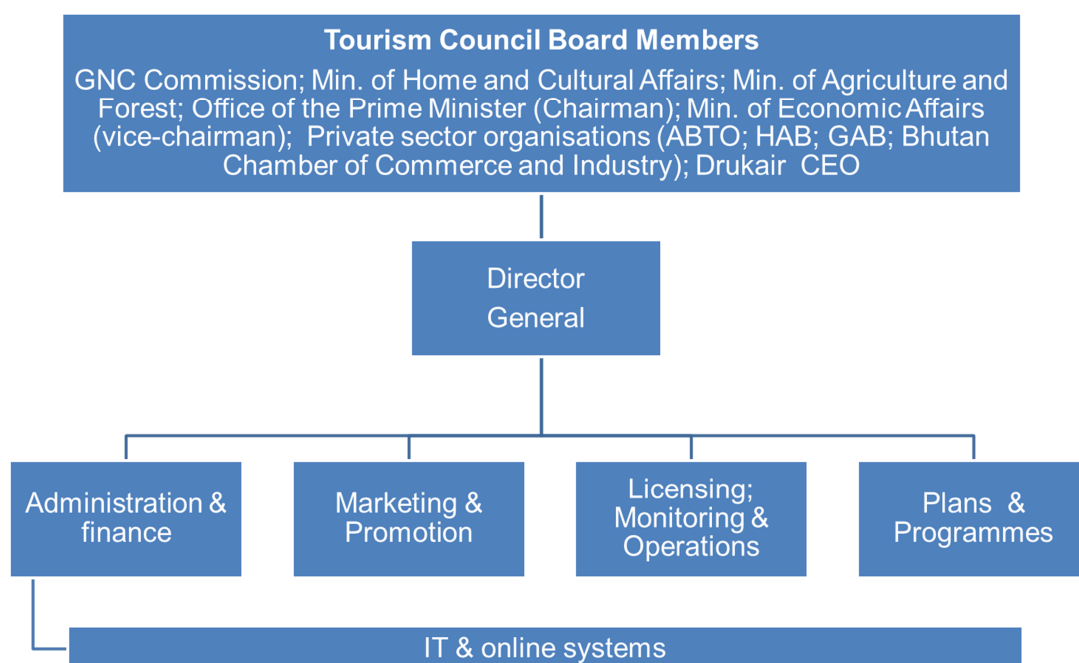 Tourism Council Board Members
GNC Commission; Min. of Home and Cultural Affairs; Min. of Agriculture and
Forest; Office of the Prime Minister (Chairman); Min. of Economic Affairs
(vice-chairman); Private sector organisations (ABTO; HAB; GAB; Bhutan
Chamber of Commerce and Industry); Drukair CEO
Director
General
Administration &
finance
Marketing &
Promotion
Licensing;
Monitoring &
Operations
Plans &
Programmes
IT & online systems